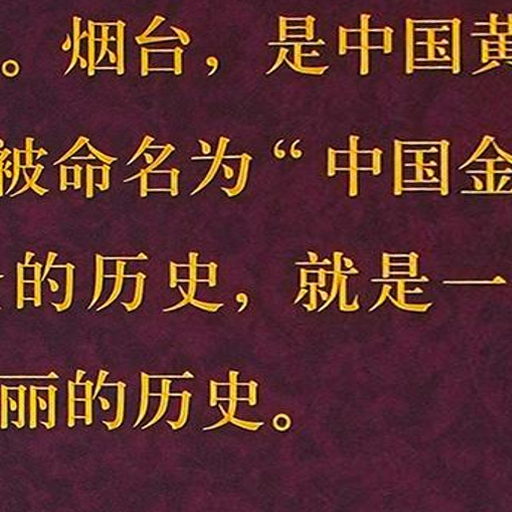 。烟台，是中国黄
被命名为“中国金
的历史，就是一
丽的历史。